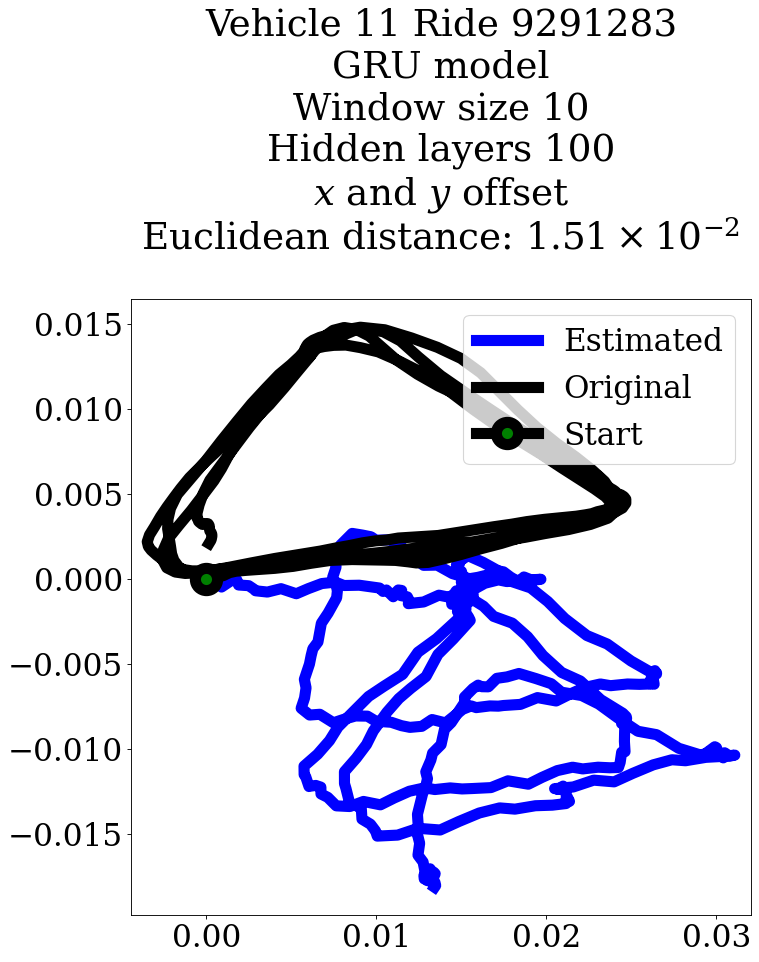 Vehicle 11 Ride 9291283
GRU model
Window size 10
Hidden layers 100
x and y offset
Euclidean distance: 1.51 × 10⁻²
Estimated
Original
Start
0.015
0.010
0.005
0.000
−0.005
−0.010
−0.015
0.00 0.01 0.02 0.03